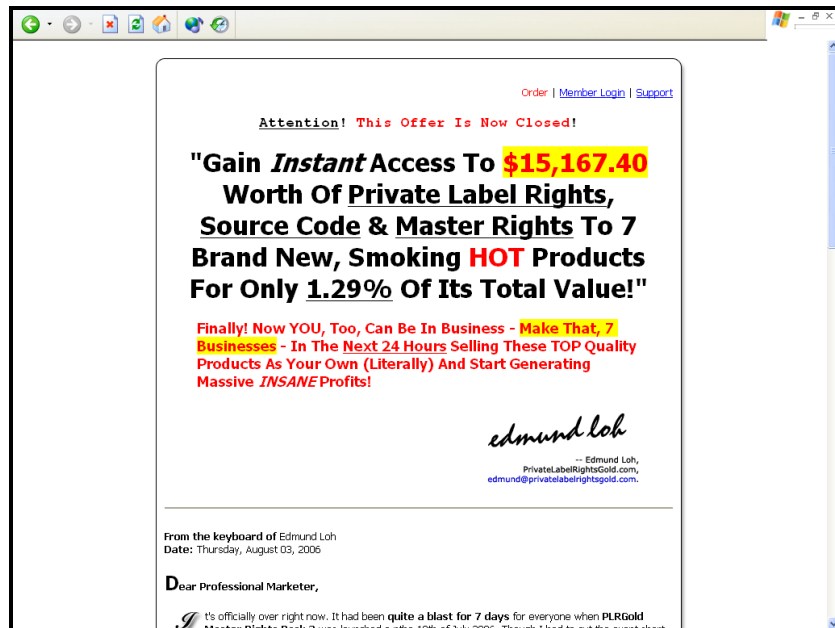 Order | Member Login | Support
Attention! This Offer Is Now Closed!
"Gain Instant Access To $15,167.40
Worth Of Private Label Rights,
Source Code & Master Rights To 7
Brand New, Smoking HOT Products
For Only 1.29% Of Its Total Value!"
Finally! Now YOU, Too, Can Be In Business - Make That, 7
Businesses - In The Next 24 Hours Selling These TOP Quality
Products As Your Own (Literally) And Start Generating
Massive INSANE Profits!
edmund loh
-- Edmund Loh,
PrivateLabelRightsGold.com,
edmund@privatelabelrightsgold.com.
From the keyboard of Edmund Loh
Date: Thursday, August 03, 2006
Dear Professional Marketer,
It's officially over right now. It had been quite a blast for 7 days for everyone when PLRGold